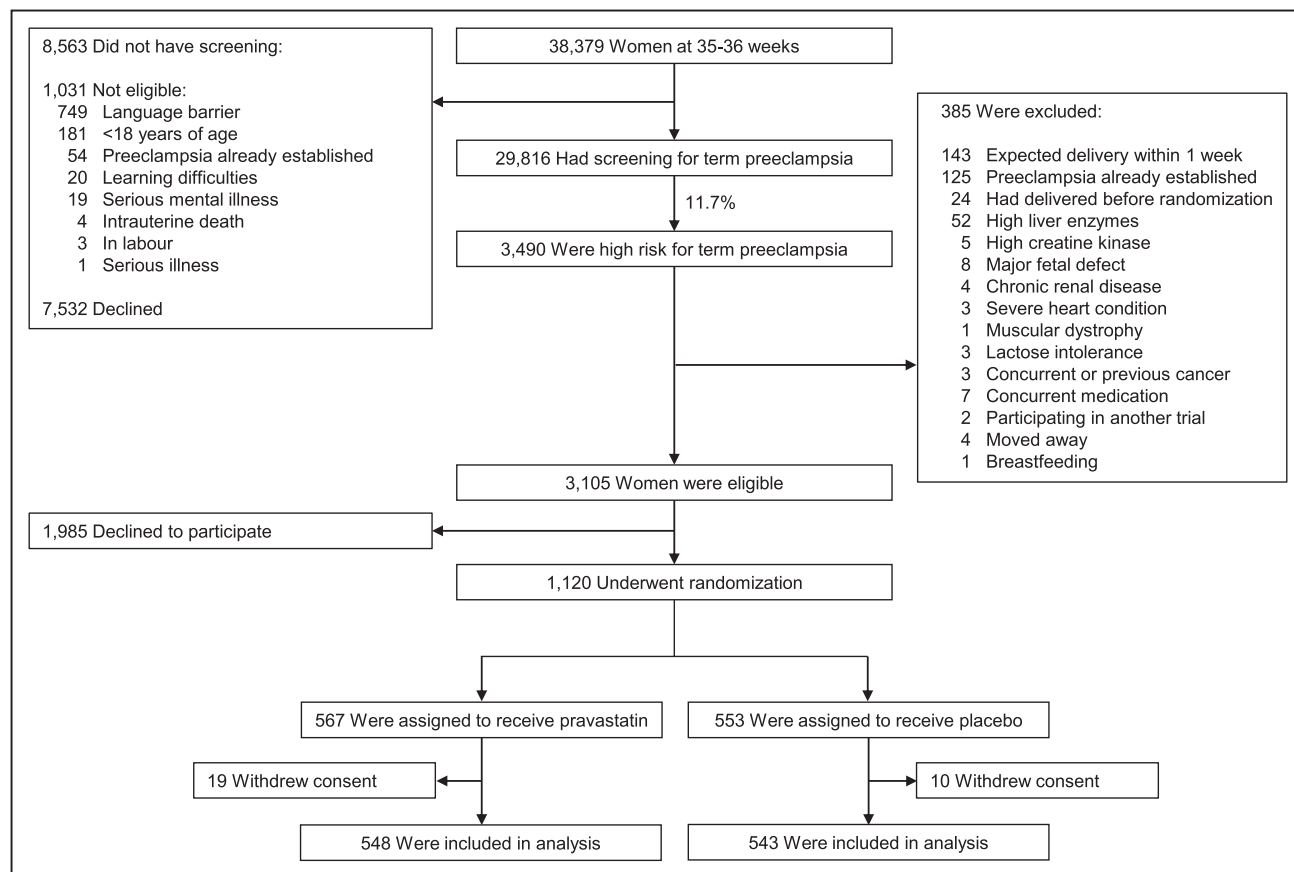 8,563 Did not have screening:
1,031 Not eligible:
749 Language barrier
181 <18 years of age
54 Preeclampsia already established
20 Learning difficulties
19 Serious mental illness
4 Intrauterine death
3 In labour
1 Serious illness
7,532 Declined
38,379 Women at 35-36 weeks
29,816 Had screening for term preeclampsia
11.7%
3,490 Were high risk for term preeclampsia
385 Were excluded:
143 Expected delivery within 1 week
125 Preeclampsia already established
24 Had delivered before randomization
52 High liver enzymes
5 High creatine kinase
8 Major fetal defect
4 Chronic renal disease
3 Severe heart condition
1 Muscular dystrophy
3 Lactose intolerance
3 Concurrent or previous cancer
7 Concurrent medication
2 Participating in another trial
4 Moved away
1 Breastfeeding
3,105 Women were eligible
1,985 Declined to participate
1,120 Underwent randomization
567 Were assigned to receive pravastatin
553 Were assigned to receive placebo
19 Withdrew consent
10 Withdrew consent
548 Were included in analysis
543 Were included in analysis